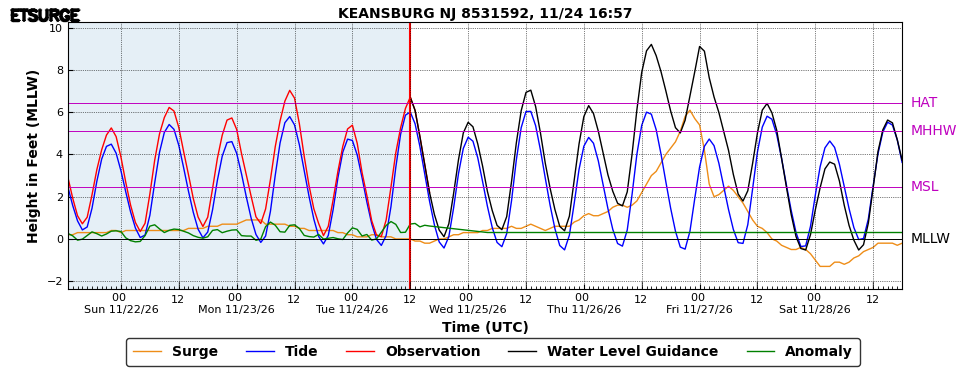 ETSURGE
KEANSBURG NJ 8531592, 11/24 16:57
Height in Feet (MLLW)
10
8
6
4
2
0
−2
HAT
MHHW
MSL
MLLW
00 12 00 12 00 12 00 12 00 12 00 12 00 12
Sun 11/22/26 Mon 11/23/26 Tue 11/24/26 Wed 11/25/26 Thu 11/26/26 Fri 11/27/26 Sat 11/28/26
Time (UTC)
Surge Tide Observation Water Level Guidance Anomaly